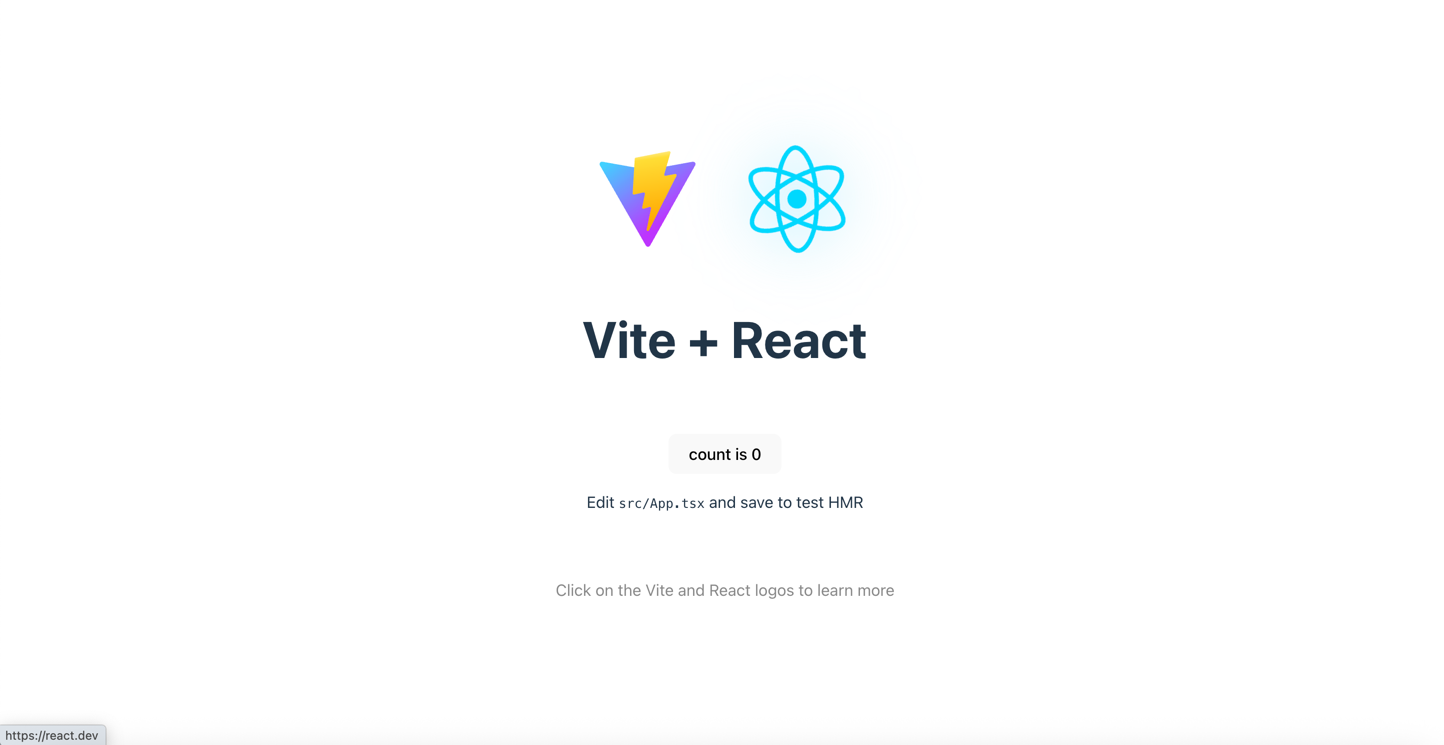 Vite + React
count is 0
Edit src/App.tsx and save to test HMR
Click on the Vite and React logos to learn more
https://react.dev